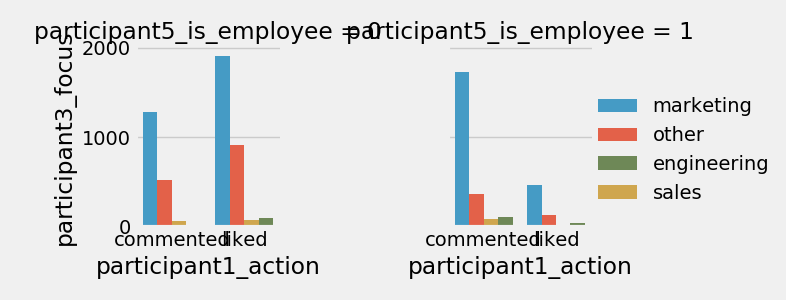 participant5_is_employee = 0
participant5_is_employee = 1
participant3_focus
2000
1000
0
commented
liked
commented
liked
participant1_action
participant1_action
marketing
other
engineering
sales